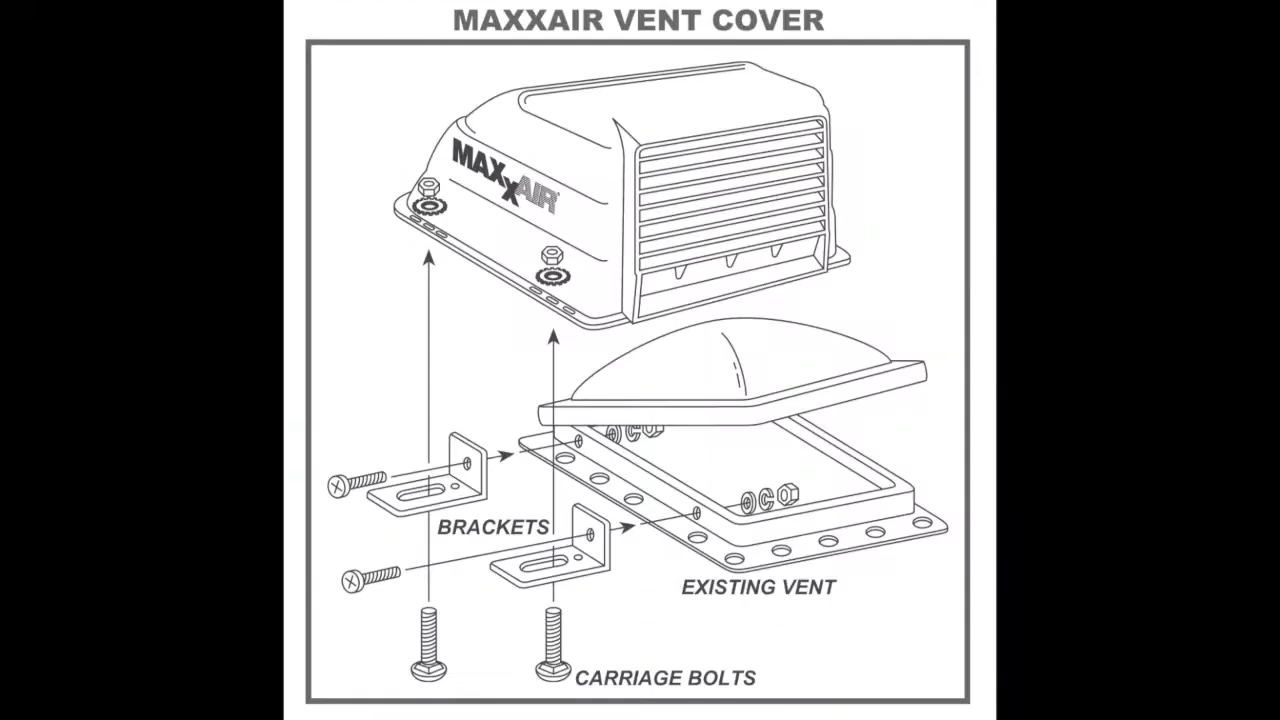 MAXXAIR VENT COVER
MAXXAIR
BRACKETS
EXISTING VENT
CARRIAGE BOLTS